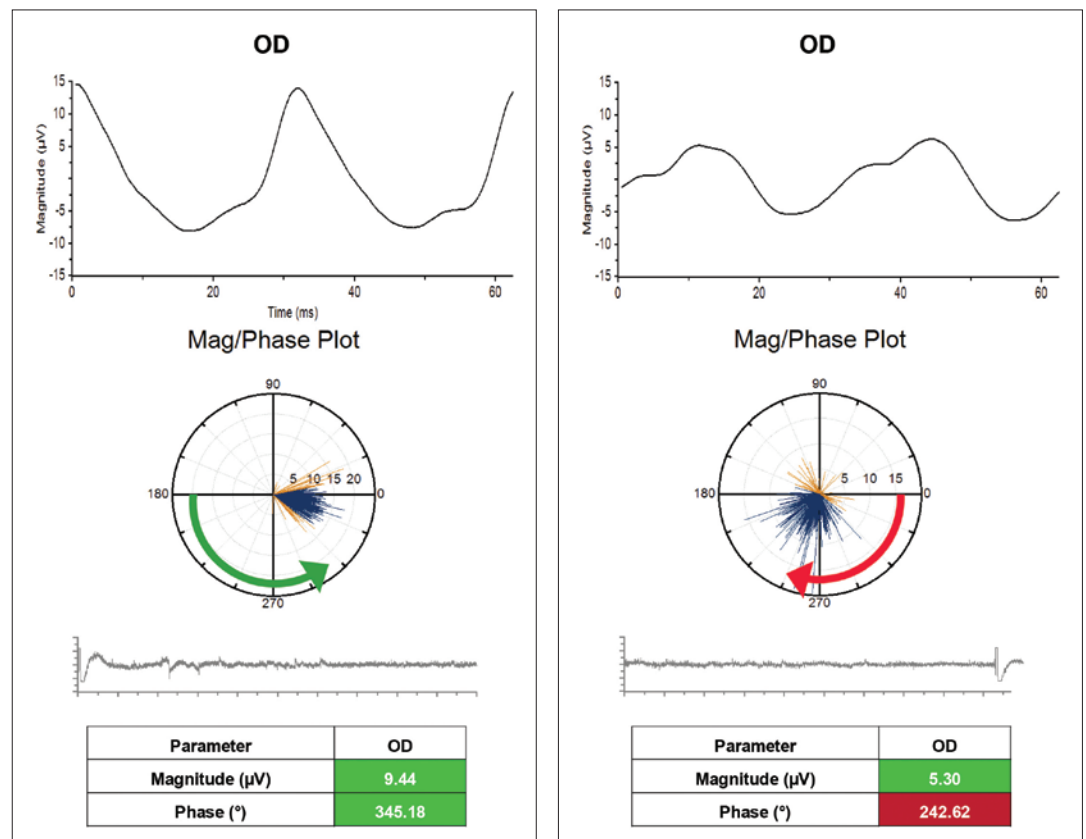 OD
Magnitude (µV)
15
10
5
-5
-10
-15
0
20
40
60
Time (ms)
Mag/Phase Plot
90
180
5 10 15 20
0
270
Parameter OD
Magnitude (µV) 9.44
Phase (°) 345.18
OD
Magnitude (µV)
15
10
5
-5
-10
-15
0
20
40
60
Mag/Phase Plot
90
180
5 10 15
0
270
Parameter OD
Magnitude (µV) 5.30
Phase (°) 242.62